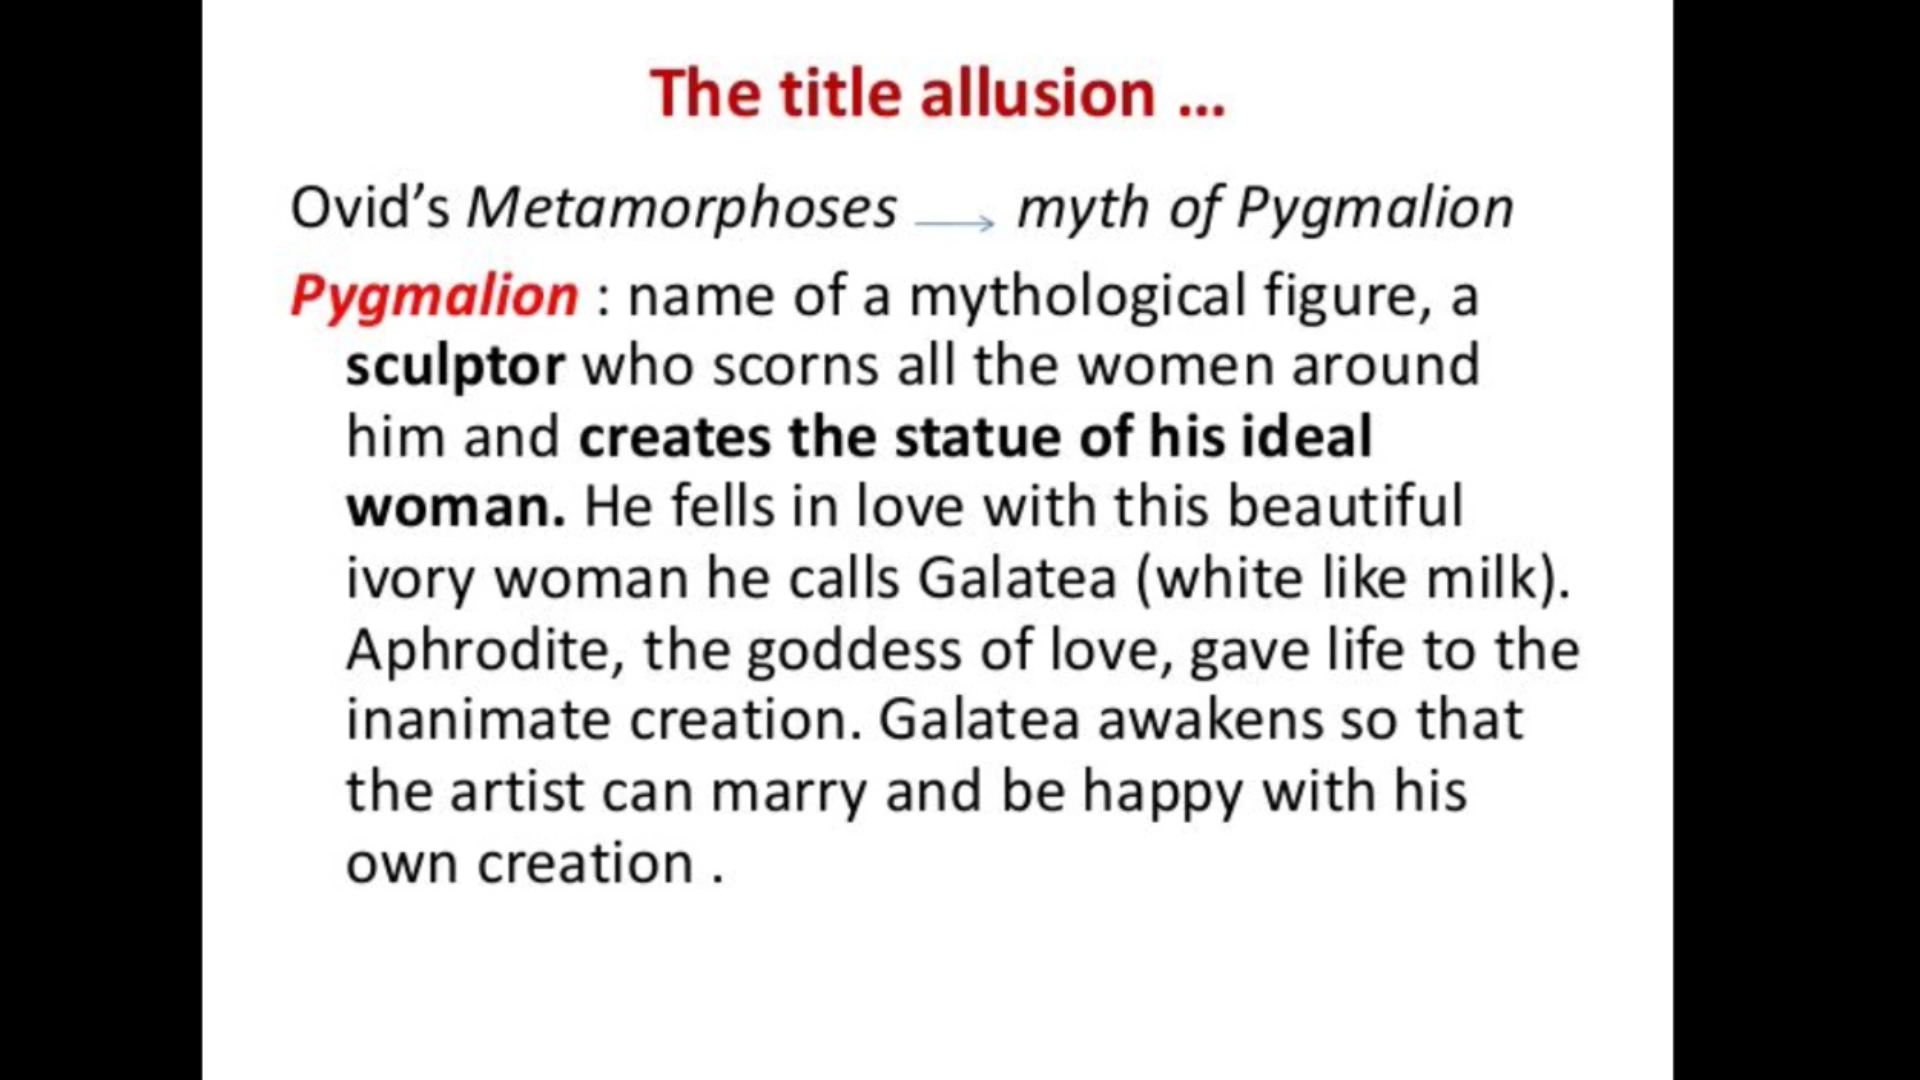 The title allusion ...
Ovid’s Metamorphoses → myth of Pygmalion
Pygmalion : name of a mythological figure, a
sculptor who scorns all the women around
him and creates the statue of his ideal
woman. He fells in love with this beautiful
ivory woman he calls Galatea (white like milk).
Aphrodite, the goddess of love, gave life to the
inanimate creation. Galatea awakens so that
the artist can marry and be happy with his
own creation .